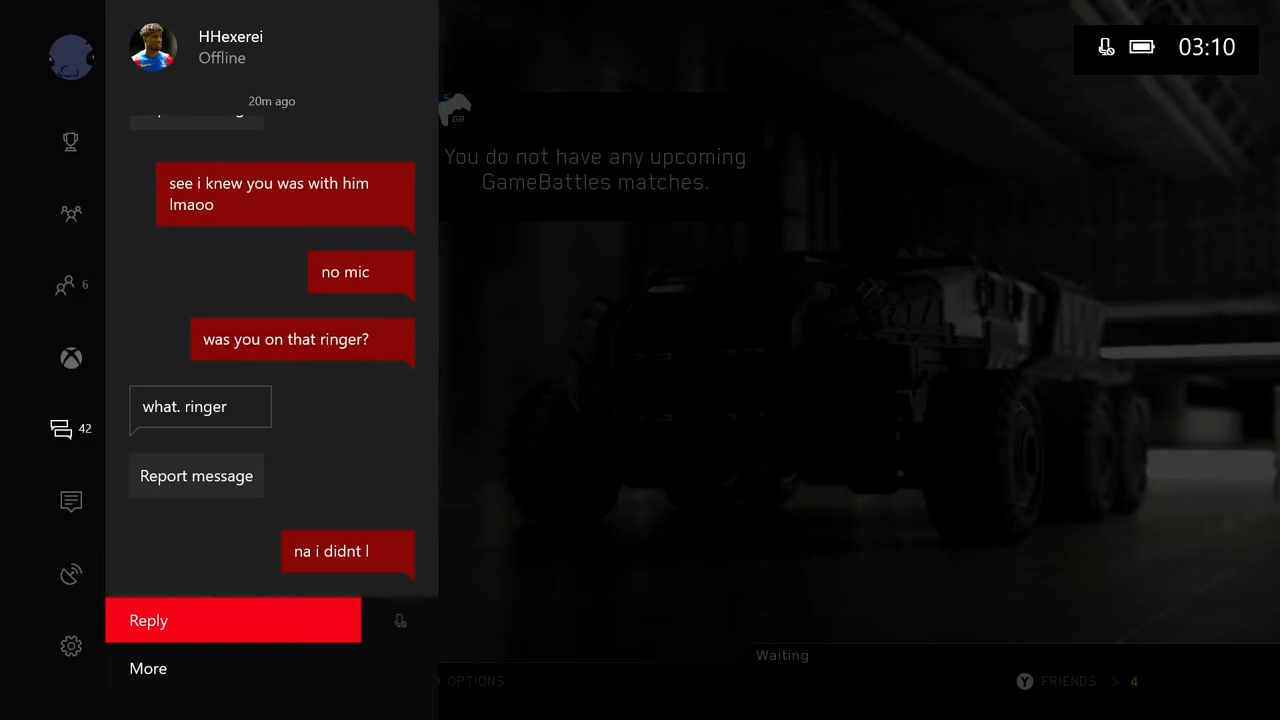 HHexerei
Offline
03:10
20m ago
You do not have any upcoming
GameBattles matches.
see i knew you was with him
lmaoo
no mic
was you on that ringer?
6
what. ringer
42
Report message
na i didnt l
Reply
More
Waiting
OPTIONS
Y FRIENDS > 4
GB